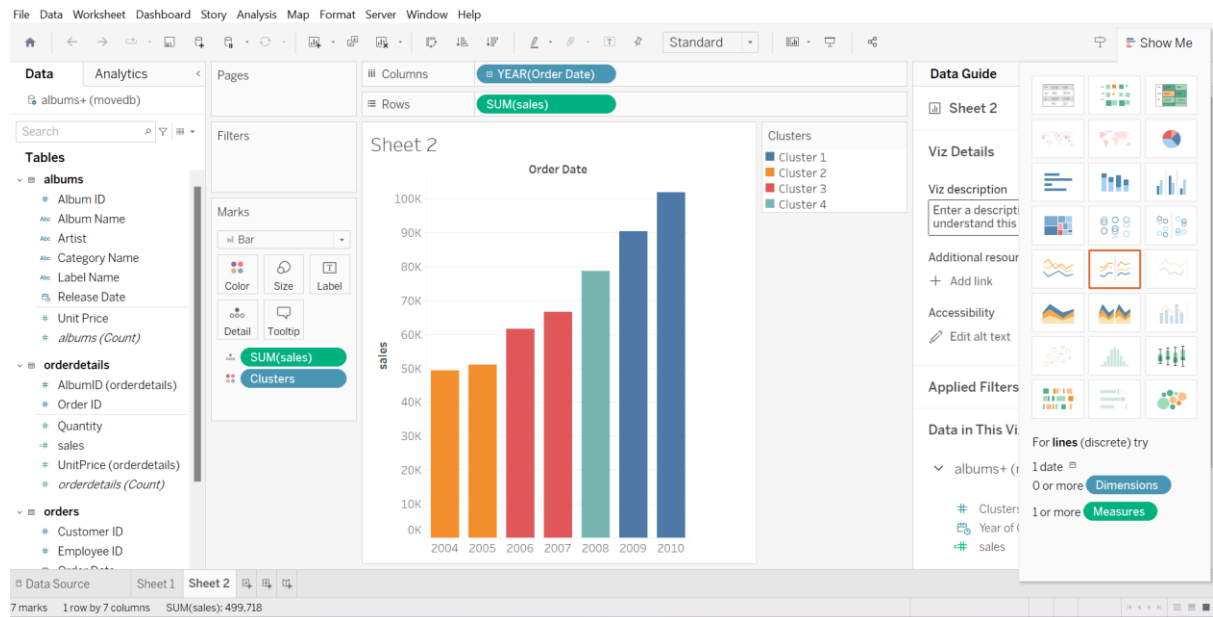 File Data Worksheet Dashboard Story Analysis Map Format Server Window Help
Standard
Show Me
Data Analytics
albums+ (movedb)
Search
Tables
albums
Album ID
Abc Album Name
Abc Artist
Abc Category Name
Abc Label Name
Release Date
Unit Price
albums (Count)
orderdetails
AlbumID (orderdetails)
Order ID
Quantity
sales
UnitPrice (orderdetails)
orderdetails (Count)
orders
Customer ID
Employee ID
Pages
Filters
Marks
Bar
Color Size Label
Detail Tooltip
SUM(sales)
Clusters
Columns YEAR(Order Date)
Rows SUM(sales)
Sheet 2
Order Date
sales
100K
90K
80K
70K
60K
50K
40K
30K
20K
10K
0K
2004 2005 2006 2007 2008 2009 2010
Clusters
Cluster 1
Cluster 2
Cluster 3
Cluster 4
Data Guide
Sheet 2
Viz Details
Viz description
Enter a descripti
understand this
Additional resour
+ Add link
Accessibility
Edit alt text
Applied Filters
Data in This Vi
albums+ (
Clusters
Year of
sales
For lines (discrete) try
1 date
0 or more Dimensions
1 or more Measures
Data Source Sheet 1 Sheet 2
7 marks 1 row by 7 columns SUM(sales): 499,718